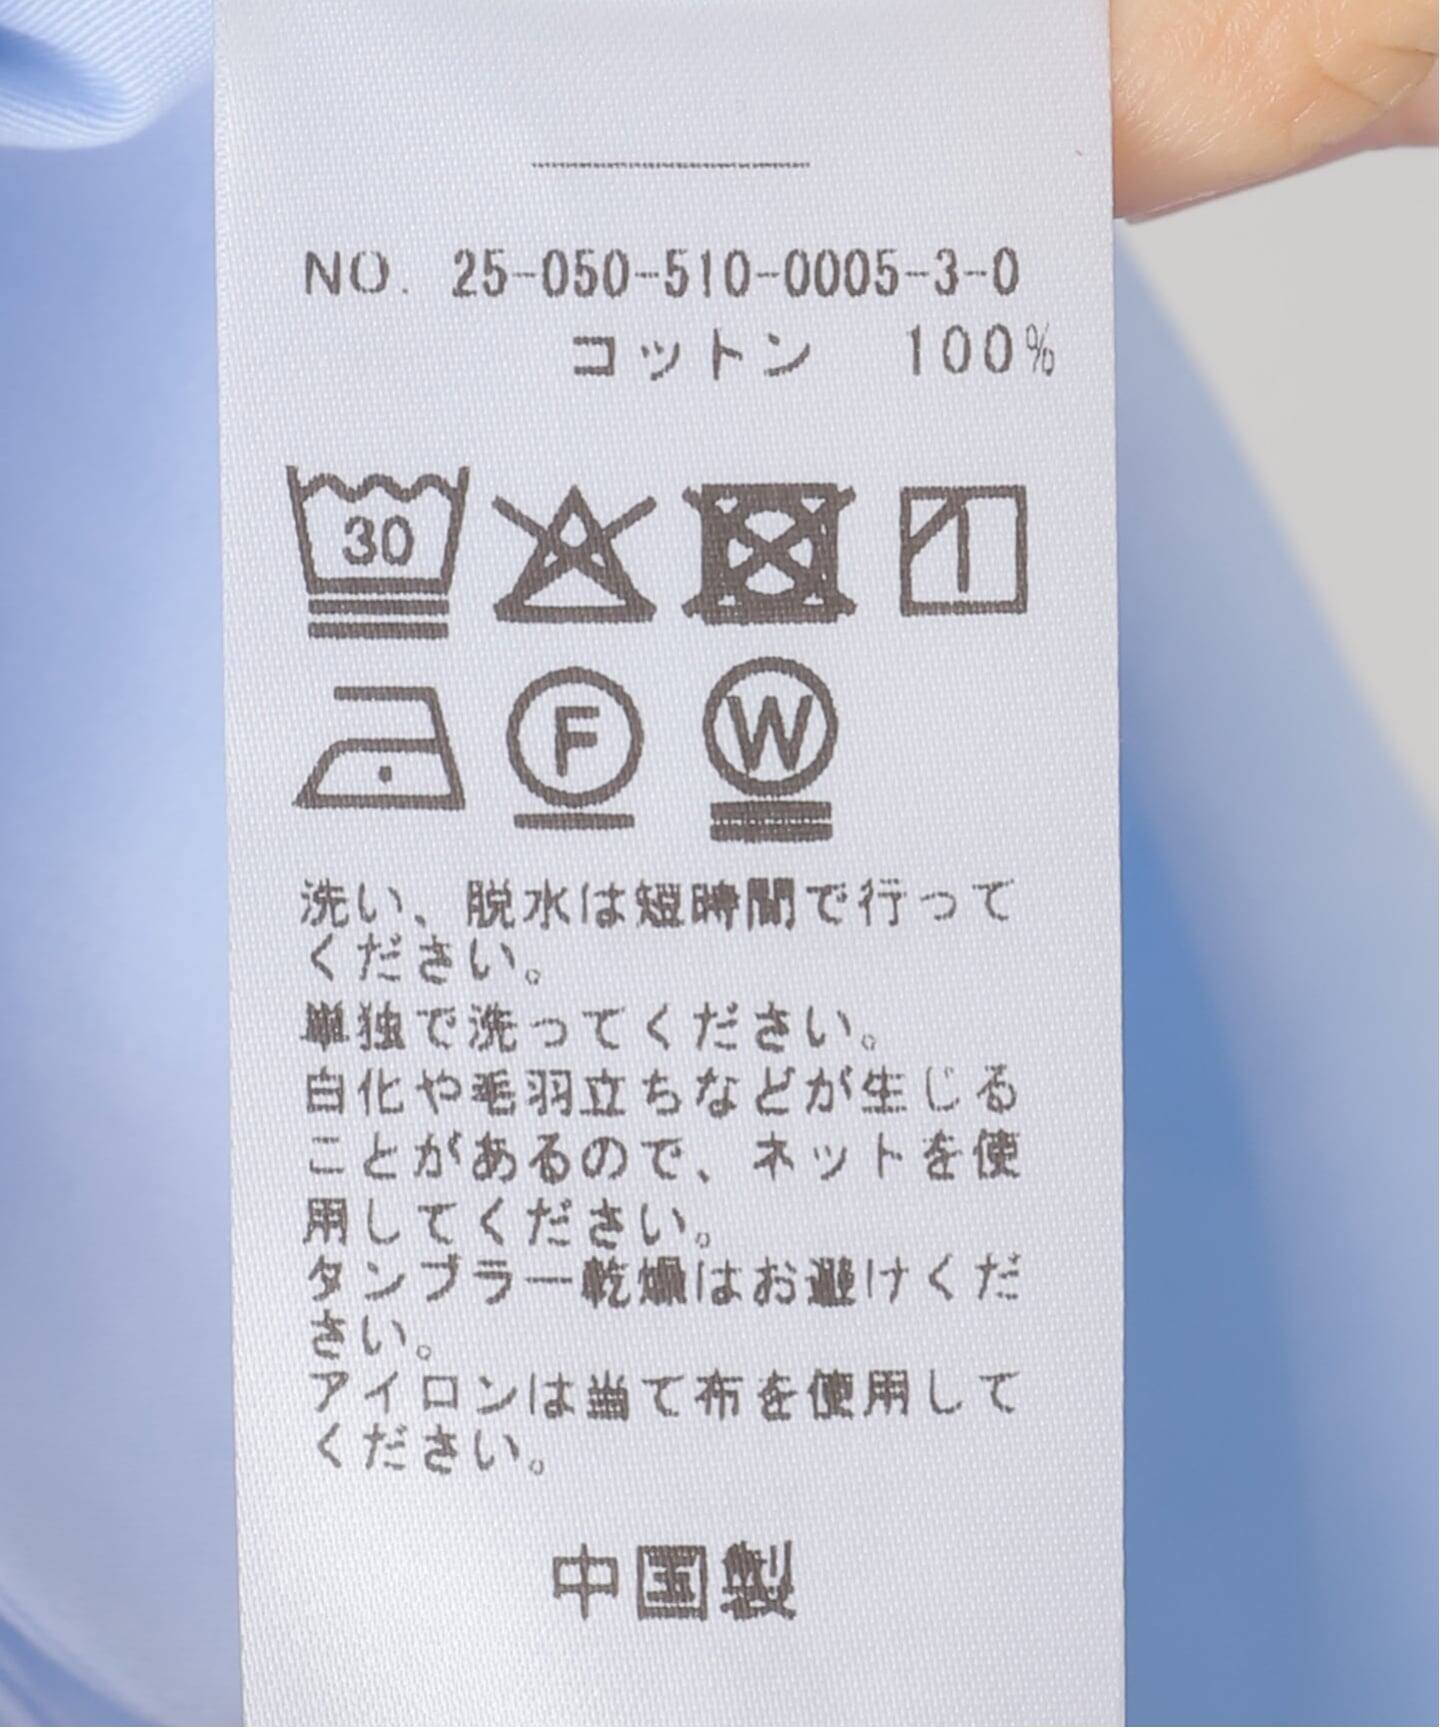 NO. 25-050-510-0005-3-0
コットン 100%
30
F W
洗い、脱水は短時間で行って
ください。
単独で洗ってください。
白化や毛羽立ちなどが生じる
ことがあるので、ネットを使
用してください。
タンブラー乾燥はお避けくだ
さい。
アイロンは当て布を使用して
ください。
中国製